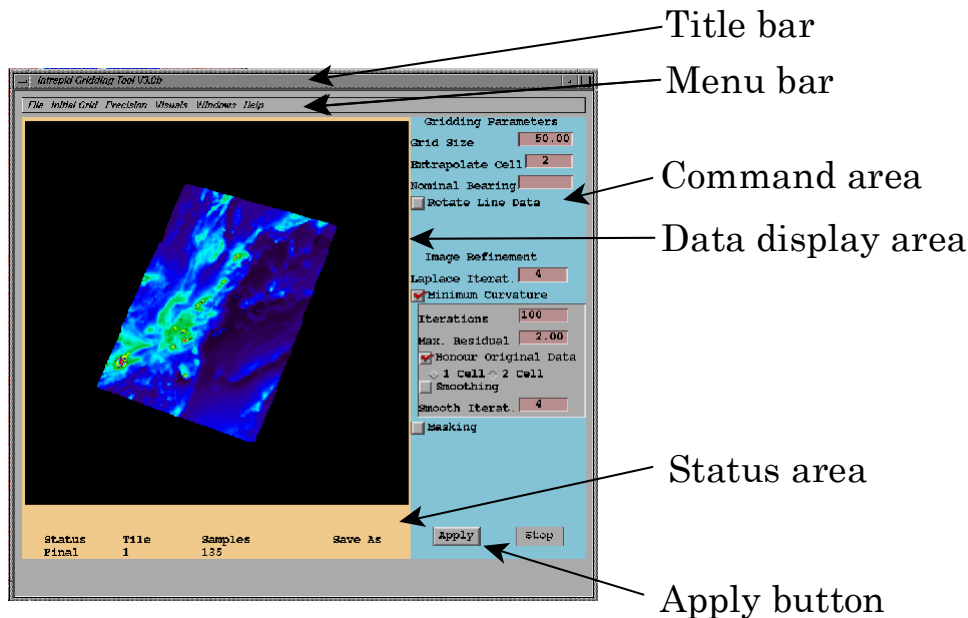 Title bar
Intrepid Gridding Tool V3.0b
Menu bar
File Initial Grid Precision Visuals Windows Help
Gridding Parameters
Grid Size 50.00
Extrapolate Cell 2
Nominal Bearing
Command area
Rotate Line Data
Data display area
Image Refinement
Laplace Iterat. 4
Minimum Curvature
Iterations 100
Max. Residual 2.00
Honour Original Data
1 Cell 2 Cell
Smoothing
Smooth Iterat. 4
Masking
Status area
Status Tile Samples Save As
Final 1 135
Apply Stop
Apply button